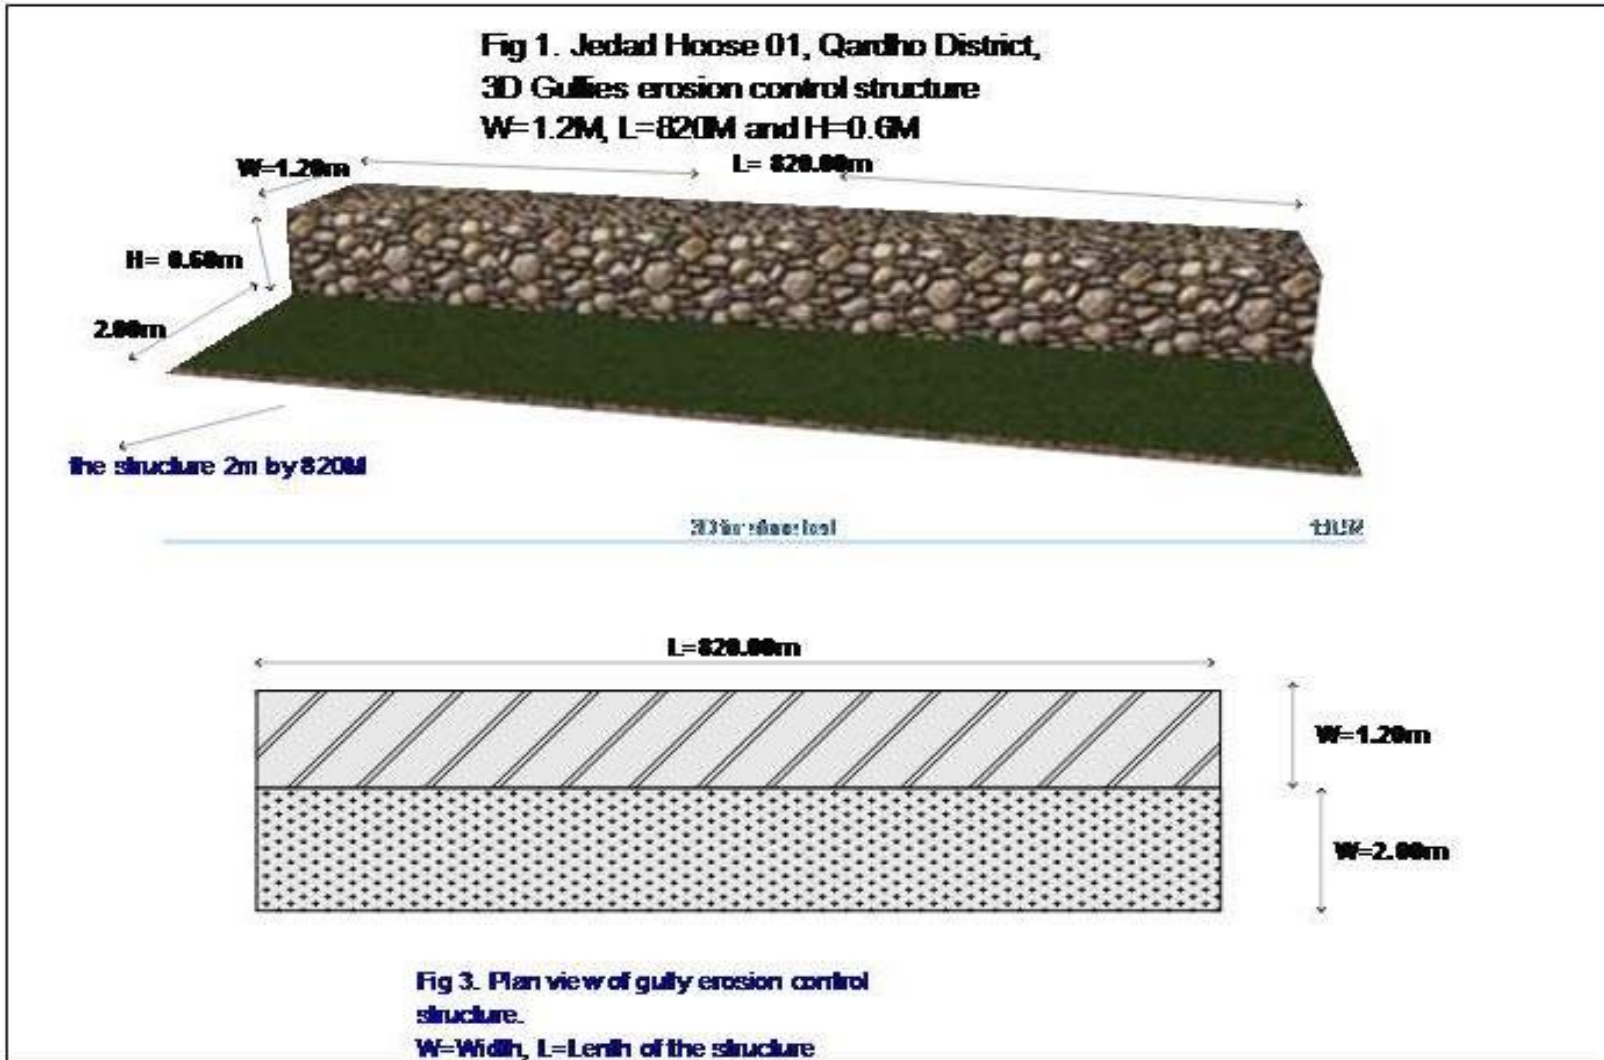 Fig 1. Jedad Hoose 01, Qardho District,
3D Gullies erosion control structure
W=1.2M, L=820M and H=0.6M
W=1.20m
L= 820.00m
H= 0.60m
2.00m
the structure 2m by 820M
L=820.00m
W=1.20m
W=2.00m
Fig 3. Plan view of gully erosion control
structure.
W=Width, L=Lenth of the structure